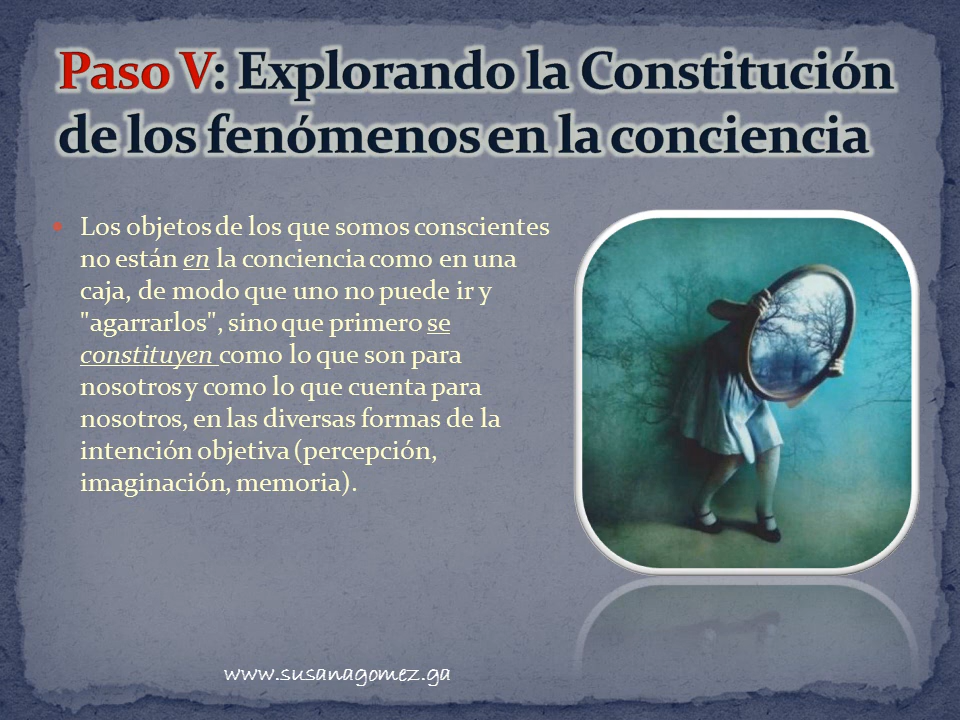 Paso V: Explorando la Constitución
de los fenómenos en la conciencia
Los objetos de los que somos conscientes
no están en la conciencia como en una
caja, de modo que uno no puede ir y
"agarrarlos", sino que primero se
constituyen como lo que son para
nosotros y como lo que cuenta para
nosotros, en las diversas formas de la
intención objetiva (percepción,
imaginación, memoria).
www.susanagomez.ga